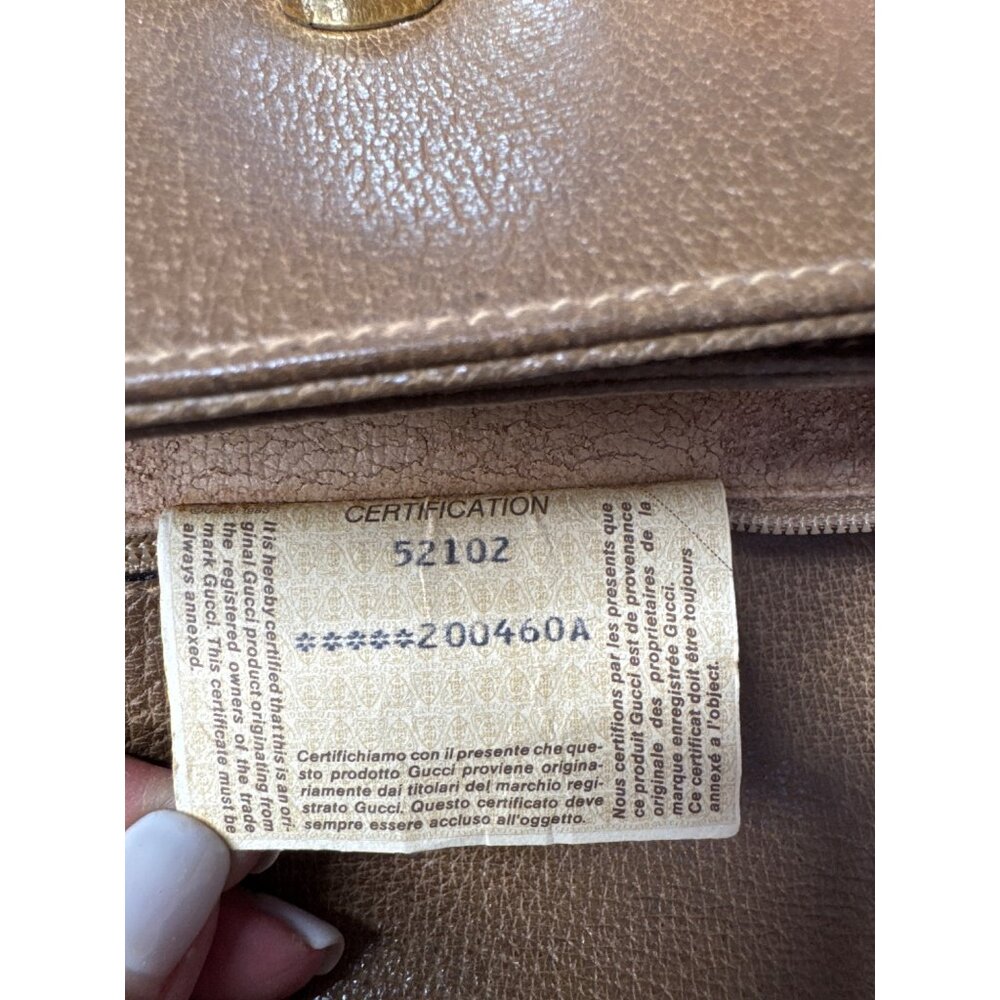 CERTIFICATION
52102
*****200460A
It is hereby certified that this is an ori-
ginal Gucci product originating from
the registered owners of the trade
mark Gucci. This certificate must be
always annexed.
Certifichiamo con il presente che que-
sto prodotto Gucci proviene origina-
riamente dai titolari del marchio regi-
strato Gucci. Questo certificato deve
sempre essere accluso all'oggetto.
Nous certifions par les presents que
ce produit Gucci est de provenance
originale des proprietaires de la
marque enregistrée Gucci.
Ce certificat doit être toujours
annexé a l'object.